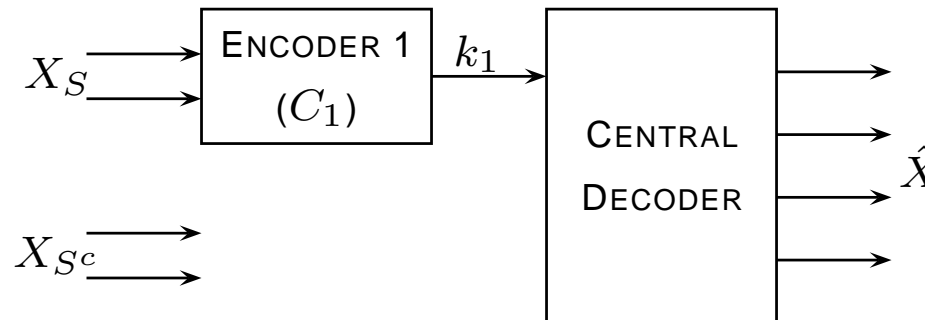 X_S
ENCODER 1
(C_1)
k_1
CENTRAL
DECODER
X̂
X_{S^c}